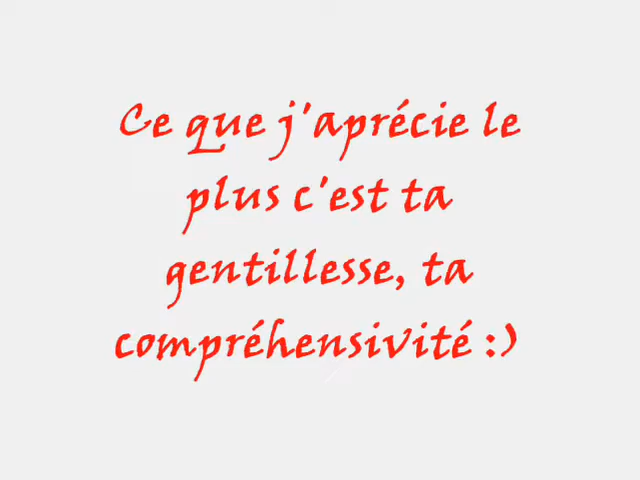 Ce que j'aprécie le
plus c'est ta
gentillesse, ta
compréhensivité :)